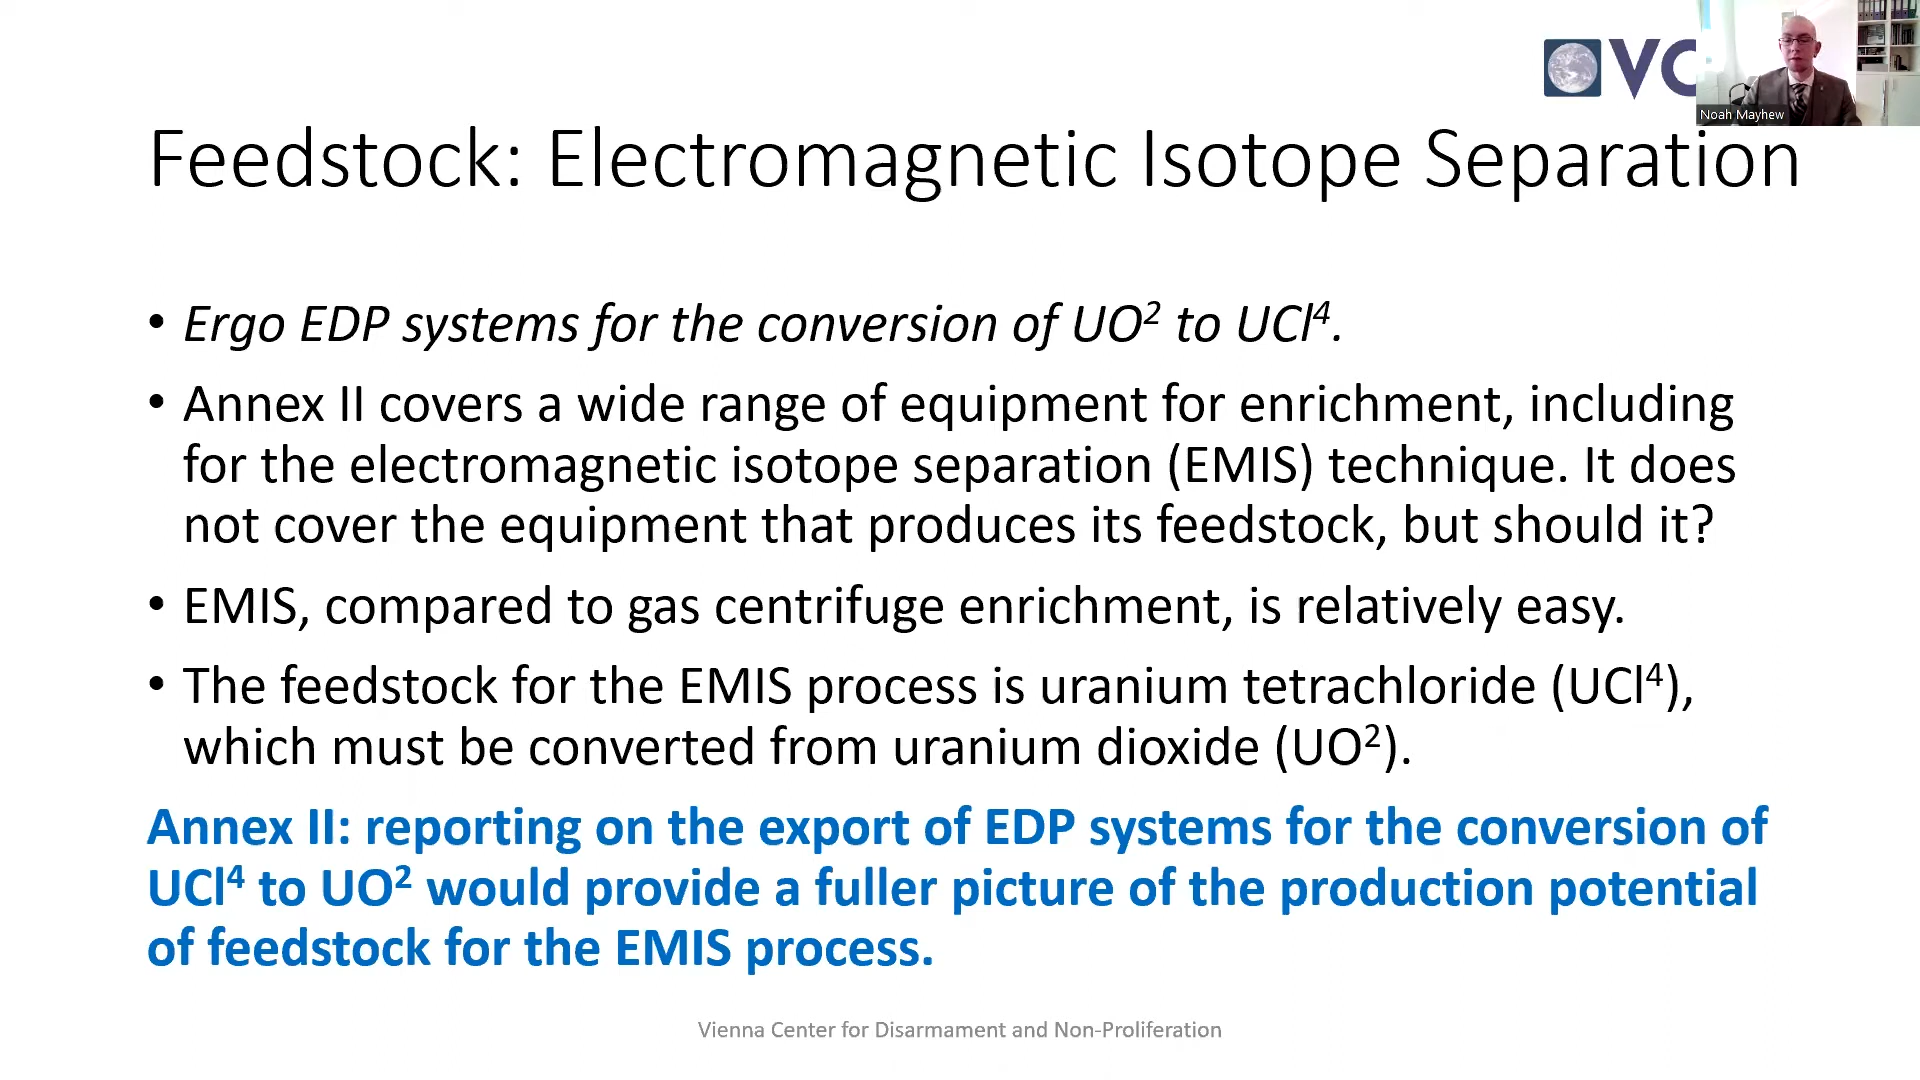 VC
Noah Mayhew
Feedstock: Electromagnetic Isotope Separation
• Ergo EDP systems for the conversion of UO² to UCl⁴.
• Annex II covers a wide range of equipment for enrichment, including
for the electromagnetic isotope separation (EMIS) technique. It does
not cover the equipment that produces its feedstock, but should it?
• EMIS, compared to gas centrifuge enrichment, is relatively easy.
• The feedstock for the EMIS process is uranium tetrachloride (UCl⁴),
which must be converted from uranium dioxide (UO²).
Annex II: reporting on the export of EDP systems for the conversion of
UCl⁴ to UO² would provide a fuller picture of the production potential
of feedstock for the EMIS process.
Vienna Center for Disarmament and Non-Proliferation